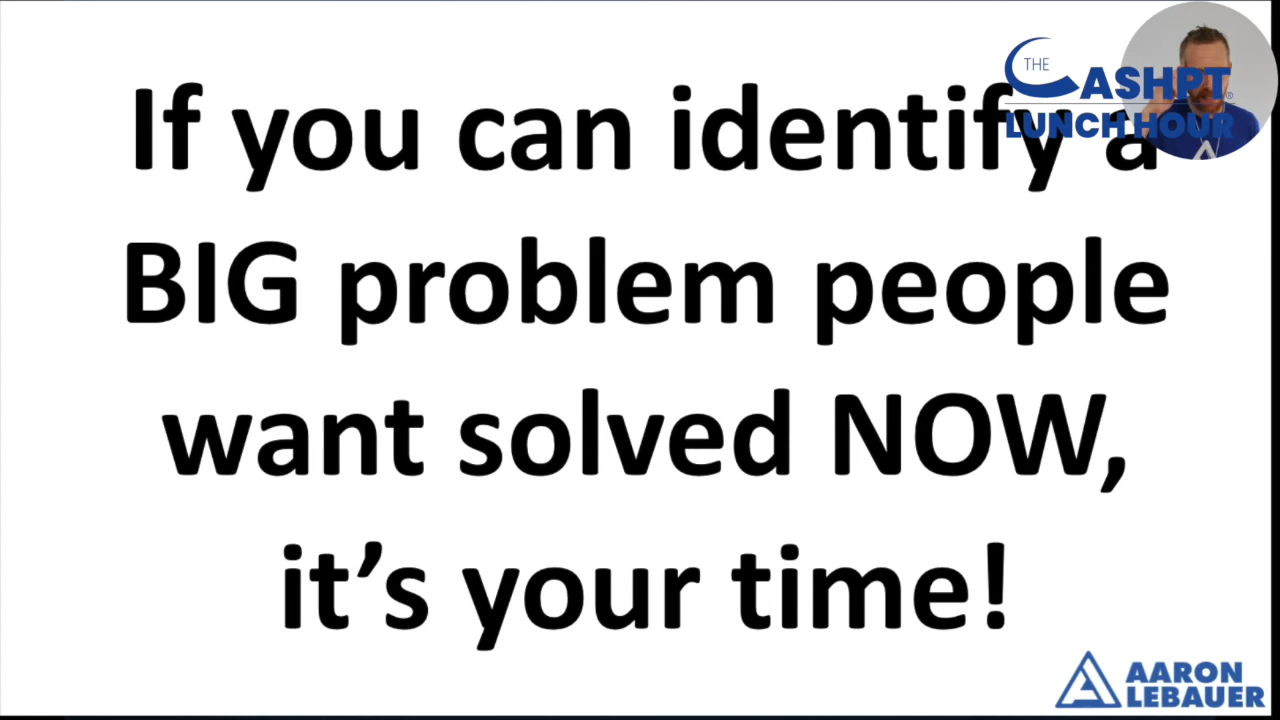 THE
CASHPT®
LUNCH HOUR
If you can identify a
BIG problem people
want solved NOW,
it's your time!
AARON
LEBAUER